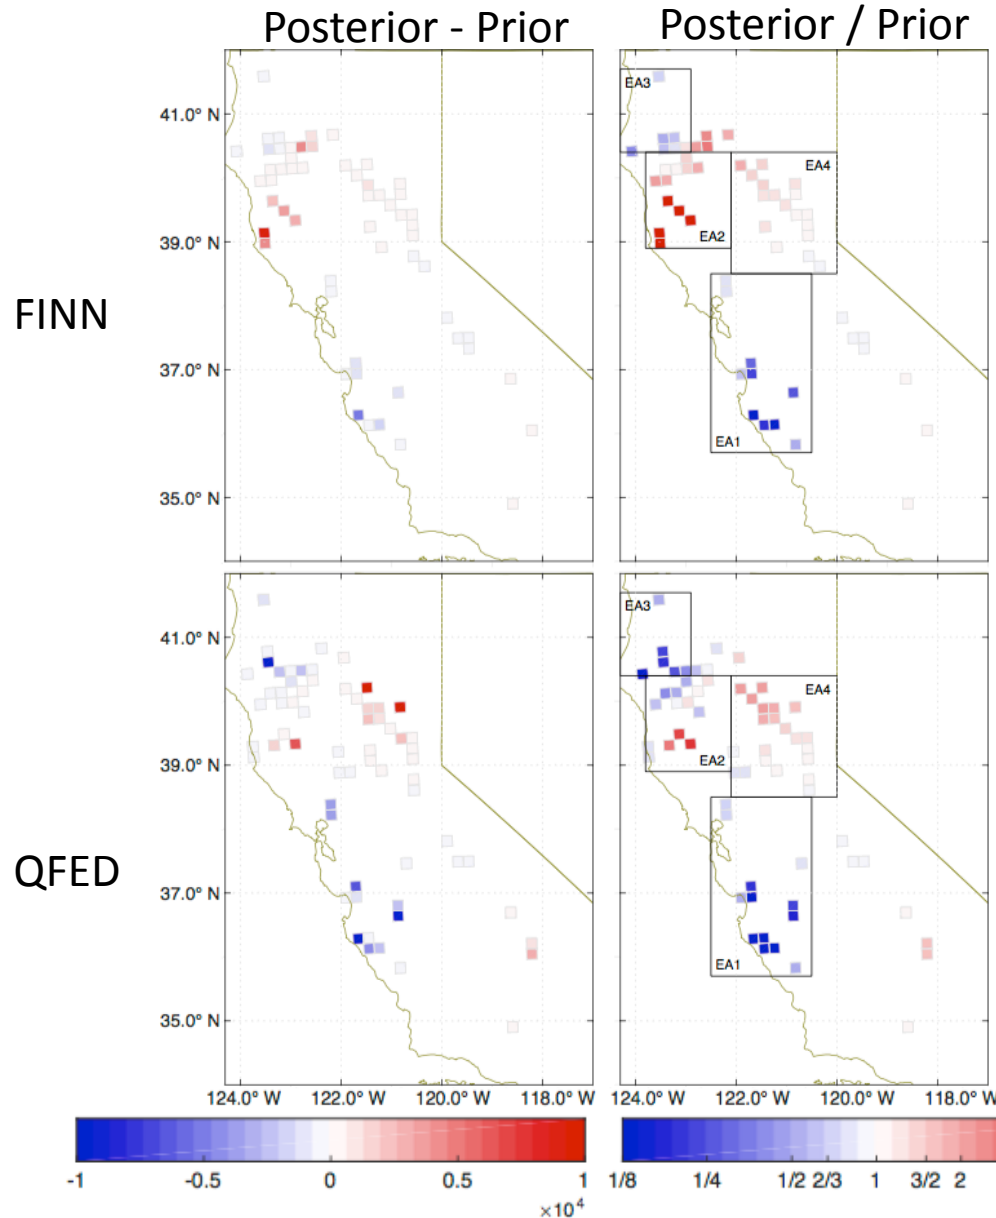 Posterior - Prior
Posterior / Prior
EA3
41.0° N
EA4
39.0° N
EA2
FINN
37.0° N
EA1
35.0° N
EA3
41.0° N
EA4
39.0° N
EA2
QFED
37.0° N
EA1
35.0° N
124.0° W 122.0° W 120.0° W 118.0° W
124.0° W 122.0° W 120.0° W 118.0° W
-1 -0.5 0 0.5 1
×10⁴
1/8 1/4 1/2 2/3 1 3/2 2